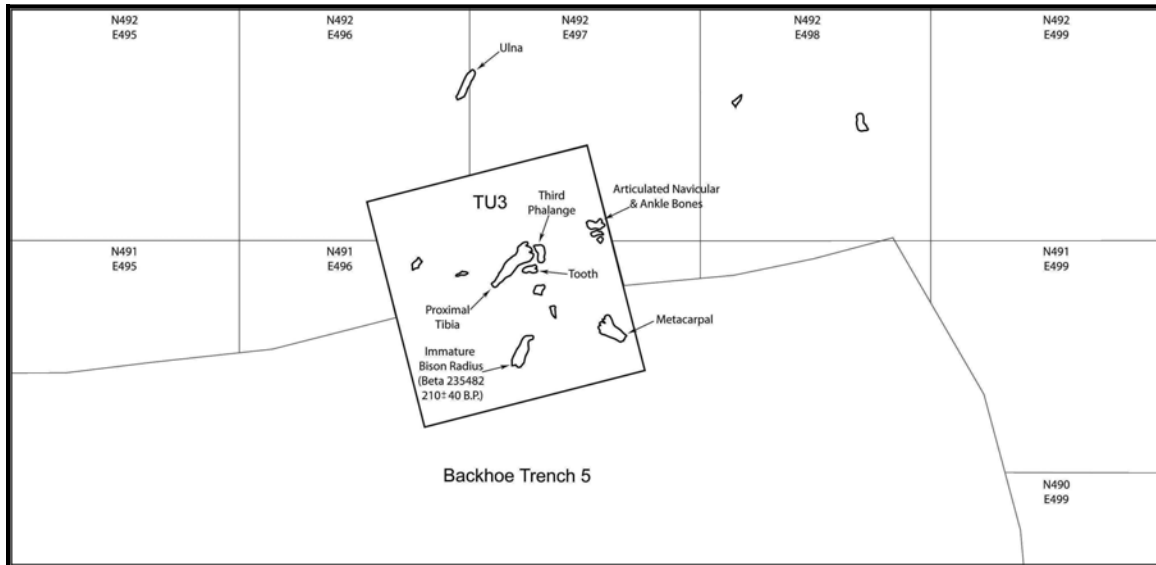 N492
E495
N492
E496
N492
E497
N492
E498
N492
E499
Ulna
TU3
Third
Phalange
Articulated Navicular
& Ankle Bones
N491
E495
N491
E496
N491
E499
Tooth
Proximal
Tibia
Metacarpal
Immature
Bison Radius
(Beta 235482
210±40 B.P.)
Backhoe Trench 5
N490
E499